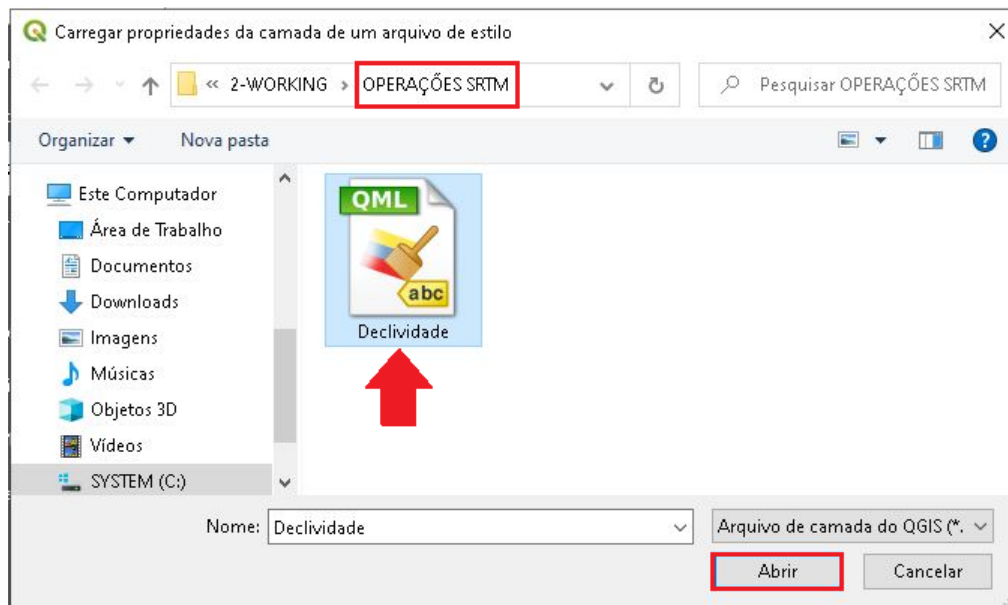 Carregar propriedades da camada de um arquivo de estilo
« 2-WORKING › OPERAÇÕES SRTM
Pesquisar OPERAÇÕES SRTM
Organizar
Nova pasta
Este Computador
Área de Trabalho
Documentos
Downloads
Imagens
Músicas
Objetos 3D
Vídeos
SYSTEM (C:)
QML
abc
Declividade
Nome: Declividade
Arquivo de camada do QGIS (*.
Abrir
Cancelar